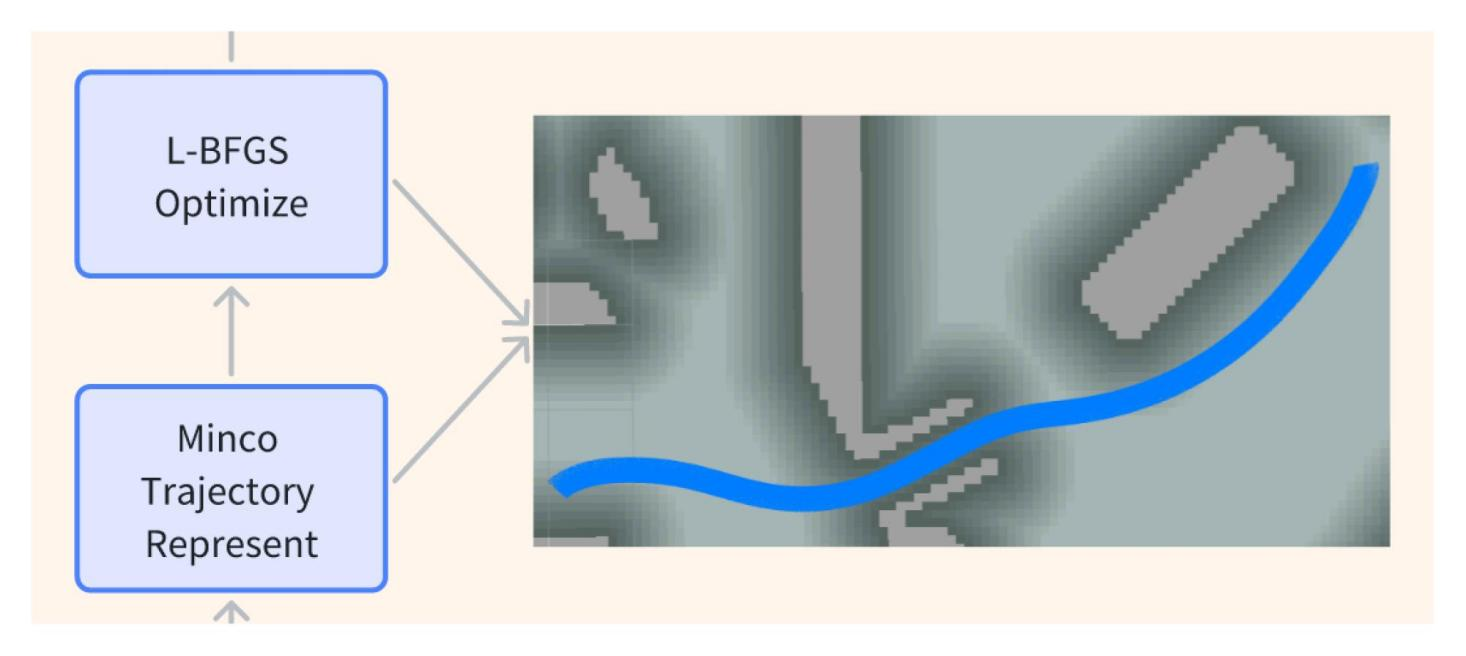 L-BFGS
Optimize
Minco
Trajectory
Represent